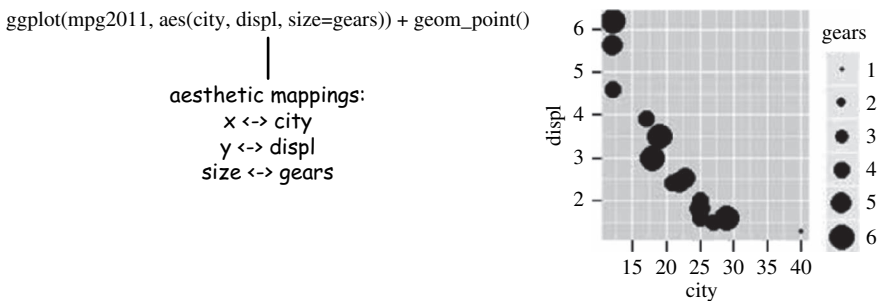 ggplot(mpg2011, aes(city, displ, size=gears)) + geom_point()
aesthetic mappings:
x <-> city
y <-> displ
size <-> gears
6
5
4
3
2
displ
15 20 25 30 35 40
city
gears
1
2
3
4
5
6